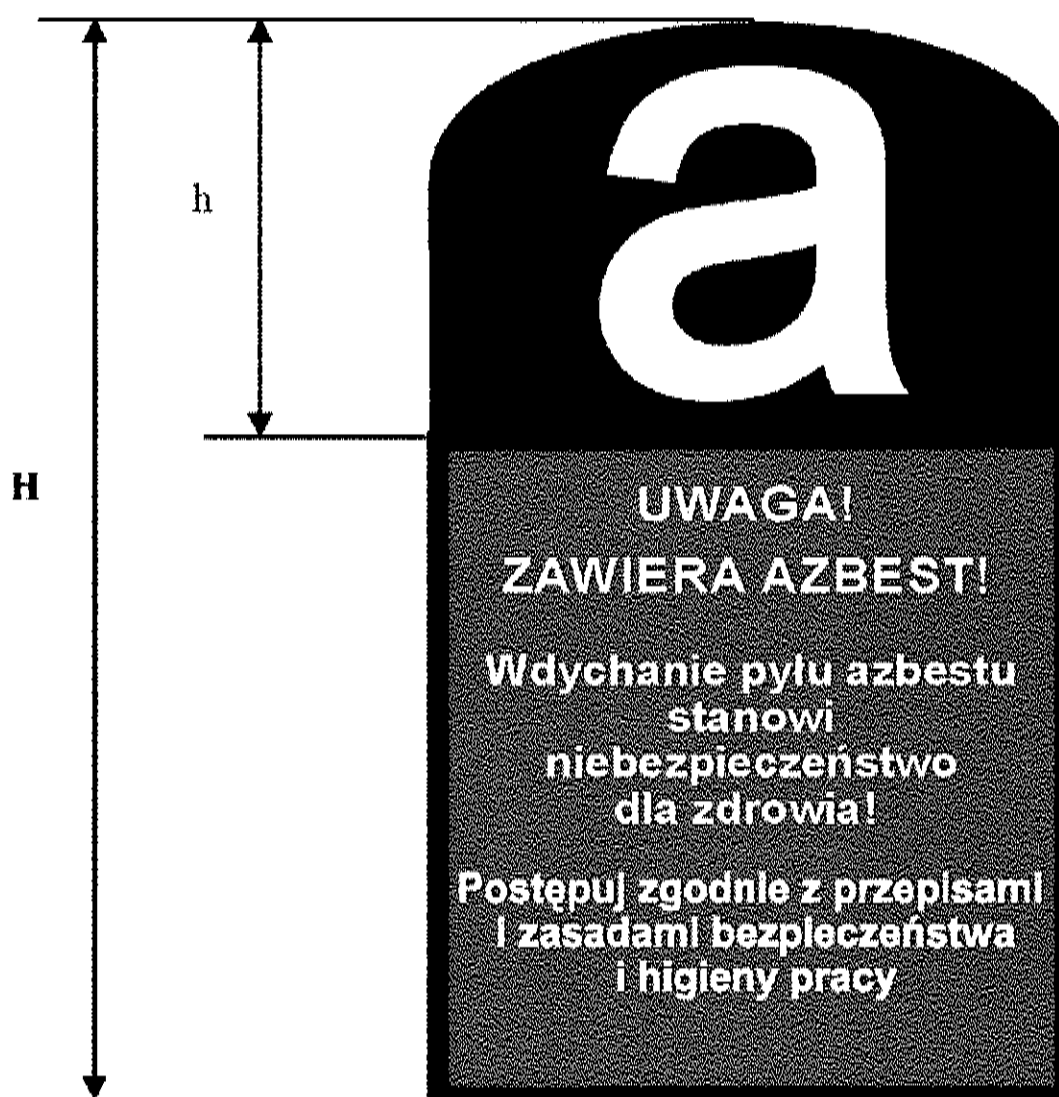 h
a
H
UWAGA!
ZAWIERA AZBEST!
Wdychanie pyłu azbestu
stanowi
niebezpieczeństwo
dla zdrowia!
Postępuj zgodnie z przepisami
i zasadami bezpieczeństwa
i higieny pracy